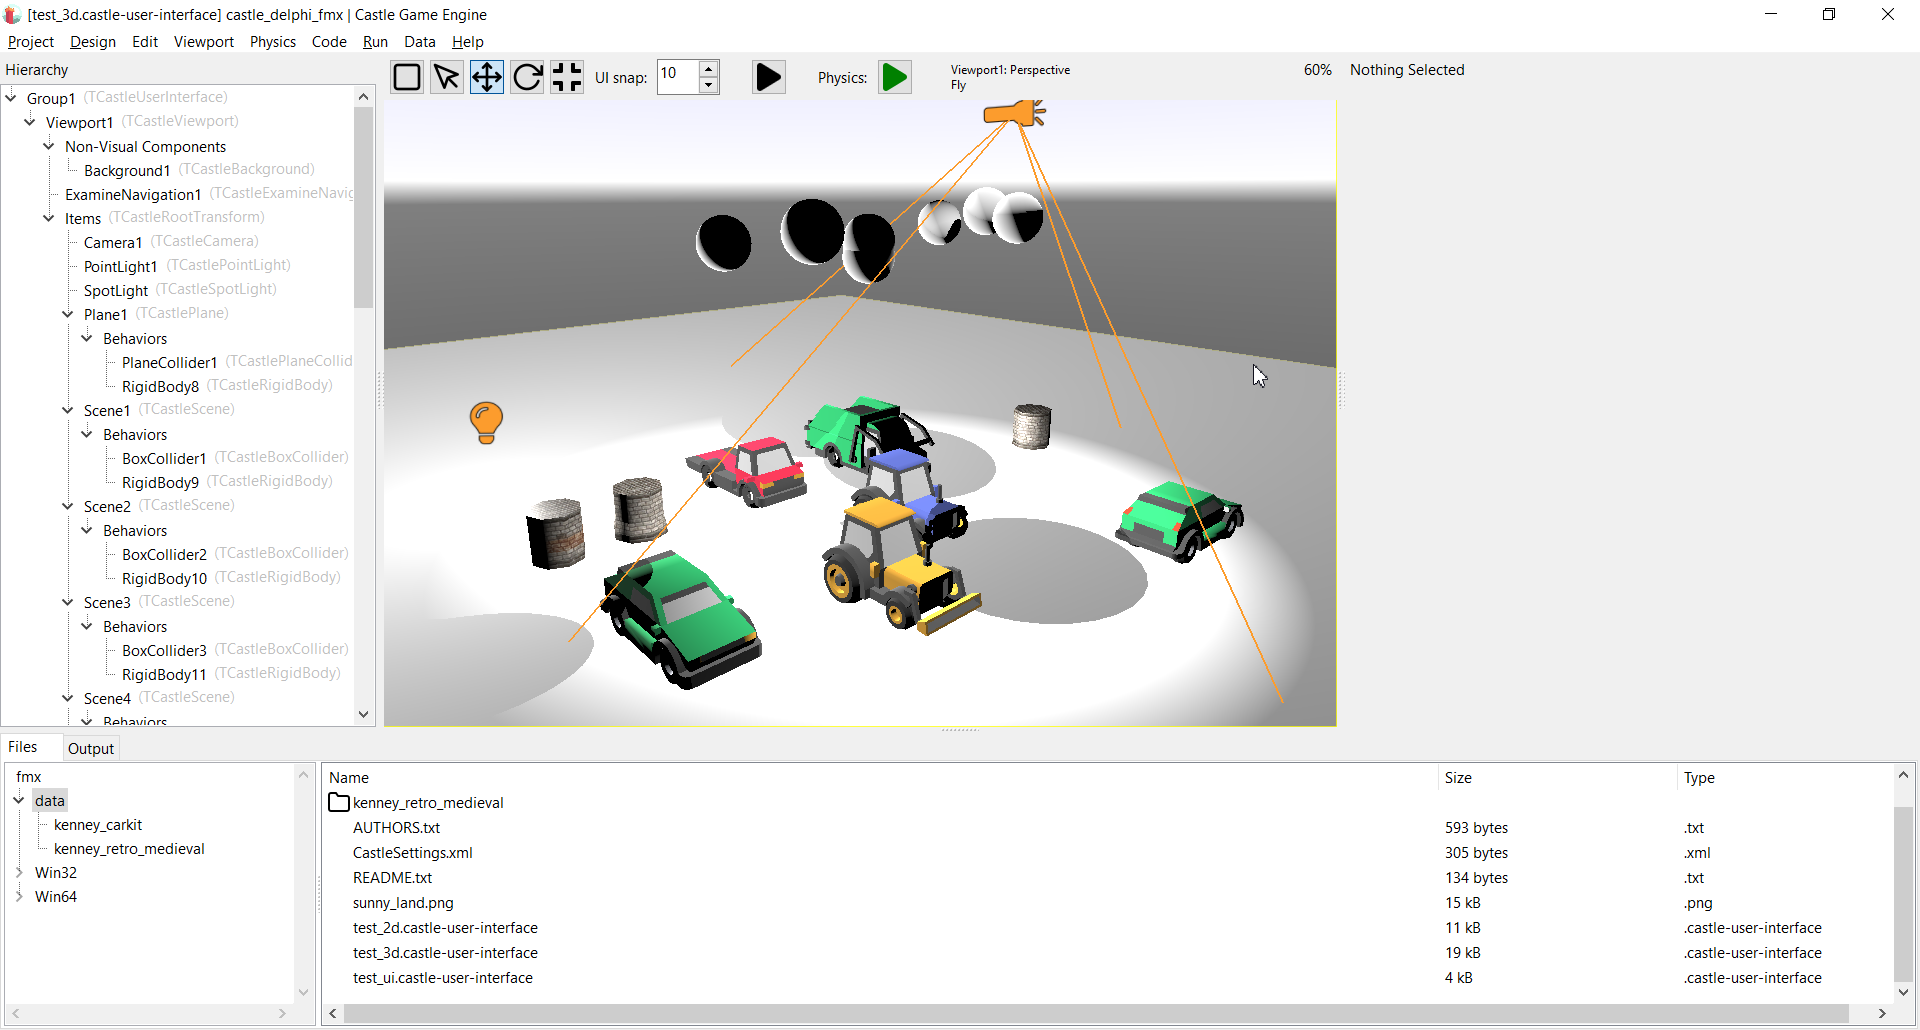 [test_3d.castle-user-interface] castle_delphi_fmx | Castle Game Engine
Project Design Edit Viewport Physics Code Run Data Help
Hierarchy
UI snap: 10
Physics:
Viewport1: Perspective
Fly
60% Nothing Selected
Group1 (TCastleUserInterface)
Viewport1 (TCastleViewport)
Non-Visual Components
Background1 (TCastleBackground)
ExamineNavigation1 (TCastleExamineNavig
Items (TCastleRootTransform)
Camera1 (TCastleCamera)
PointLight1 (TCastlePointLight)
SpotLight (TCastleSpotLight)
Plane1 (TCastlePlane)
Behaviors
PlaneCollider1 (TCastlePlaneCollid
RigidBody8 (TCastleRigidBody)
Scene1 (TCastleScene)
Behaviors
BoxCollider1 (TCastleBoxCollider)
RigidBody9 (TCastleRigidBody)
Scene2 (TCastleScene)
Behaviors
BoxCollider2 (TCastleBoxCollider)
RigidBody10 (TCastleRigidBody)
Scene3 (TCastleScene)
Behaviors
BoxCollider3 (TCastleBoxCollider)
RigidBody11 (TCastleRigidBody)
Scene4 (TCastleScene)
Behaviors
Files Output
fmx
data
kenney_carkit
kenney_retro_medieval
Win32
Win64
Name Size Type
kenney_retro_medieval
AUTHORS.txt 593 bytes .txt
CastleSettings.xml 305 bytes .xml
README.txt 134 bytes .txt
sunny_land.png 15 kB .png
test_2d.castle-user-interface 11 kB .castle-user-interface
test_3d.castle-user-interface 19 kB .castle-user-interface
test_ui.castle-user-interface 4 kB .castle-user-interface